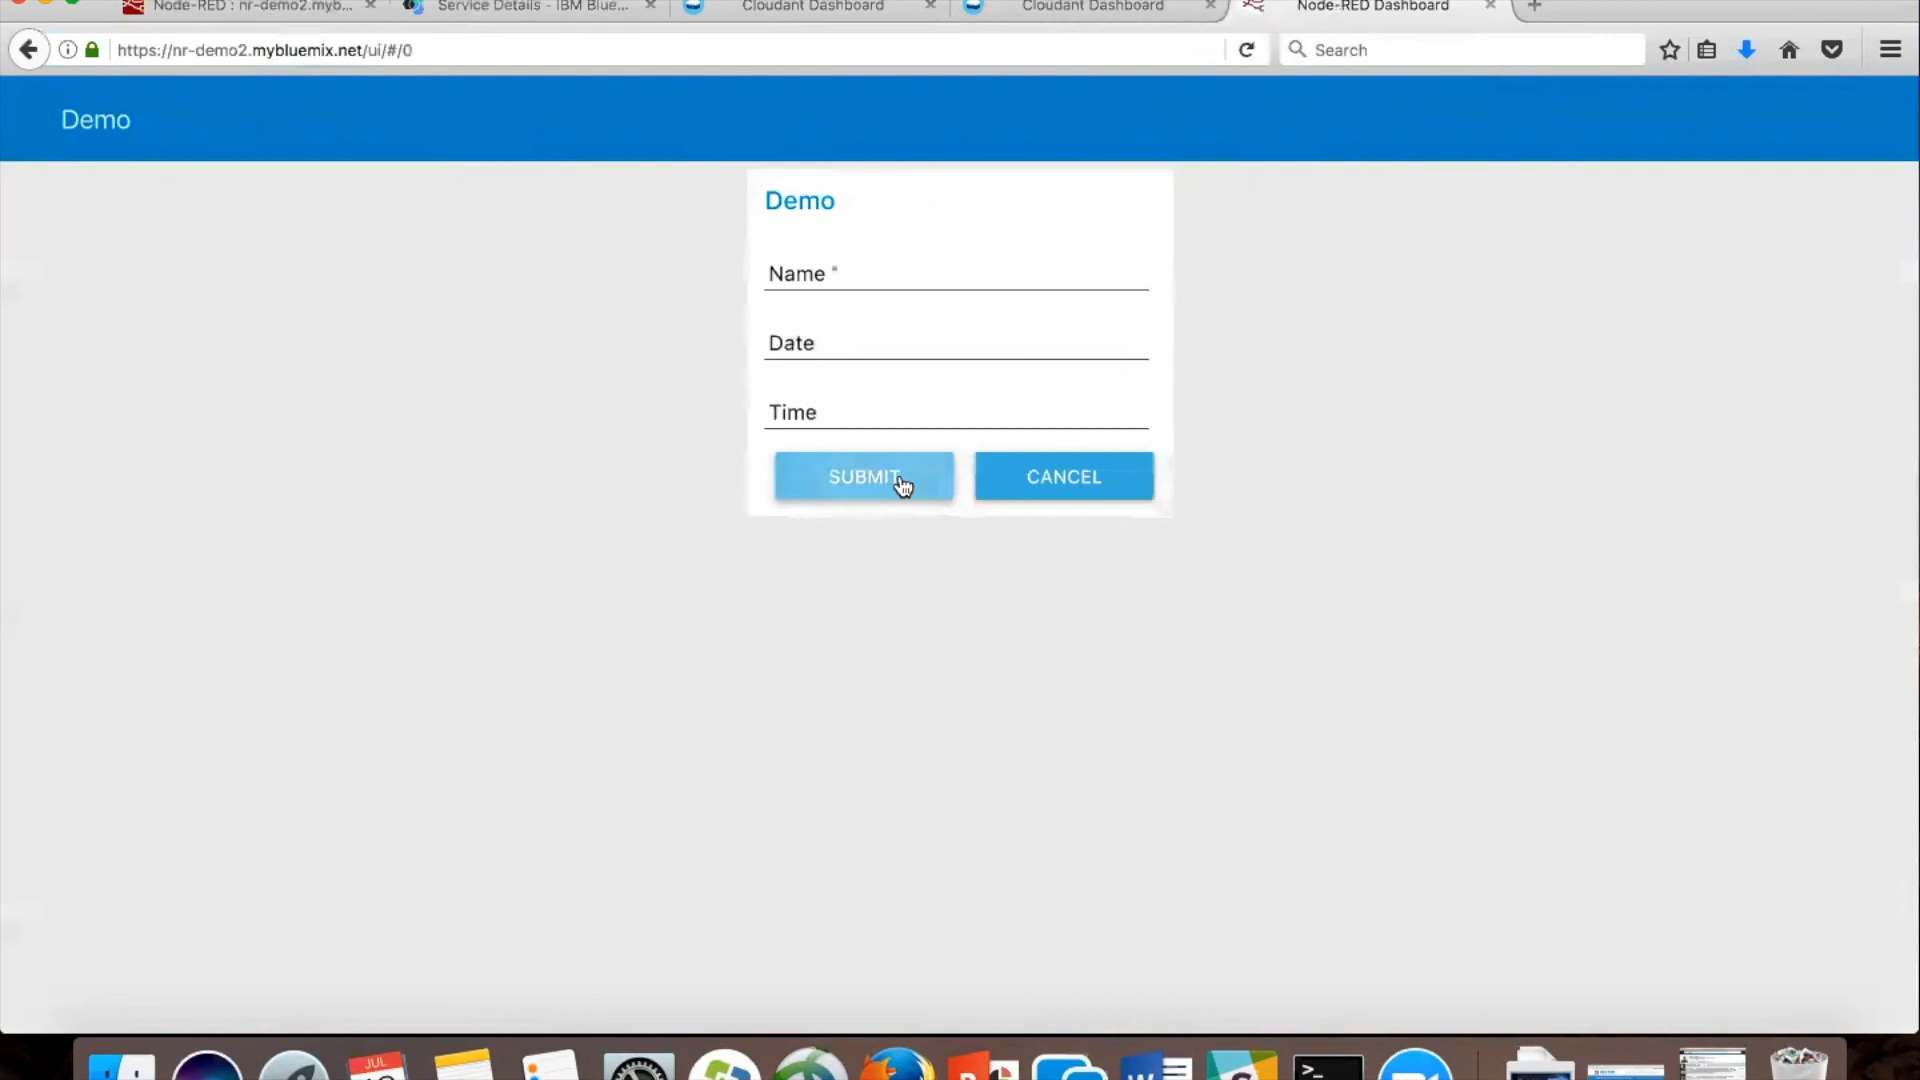 Node-RED : nr-demo2.myb...
Service Details - IBM Blue...
Cloudant Dashboard
Cloudant Dashboard
Node-RED Dashboard
https://nr-demo2.mybluemix.net/ui/#/0
Search
Demo
Demo
Name *
Date
Time
SUBMIT
CANCEL
JUL